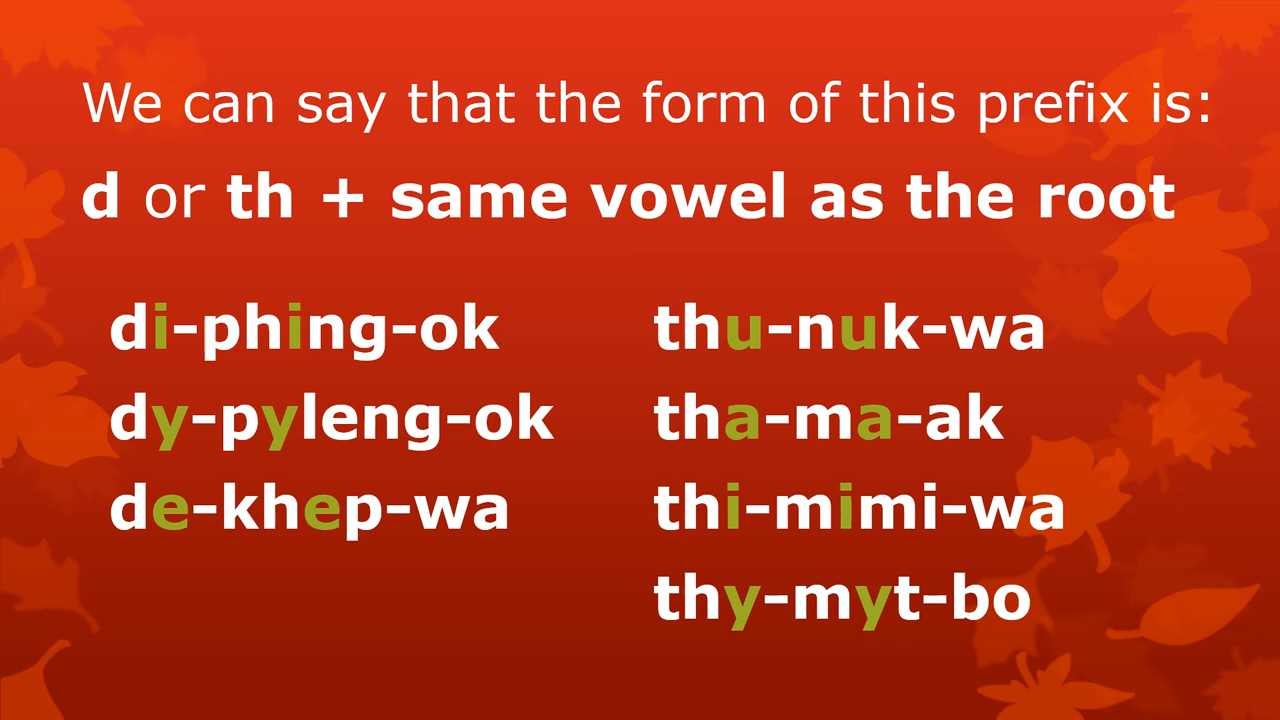 We can say that the form of this prefix is:
d or th + same vowel as the root
di-phing-ok
dy-pyleng-ok
de-khep-wa
thu-nuk-wa
tha-ma-ak
thi-mimi-wa
thy-myt-bo